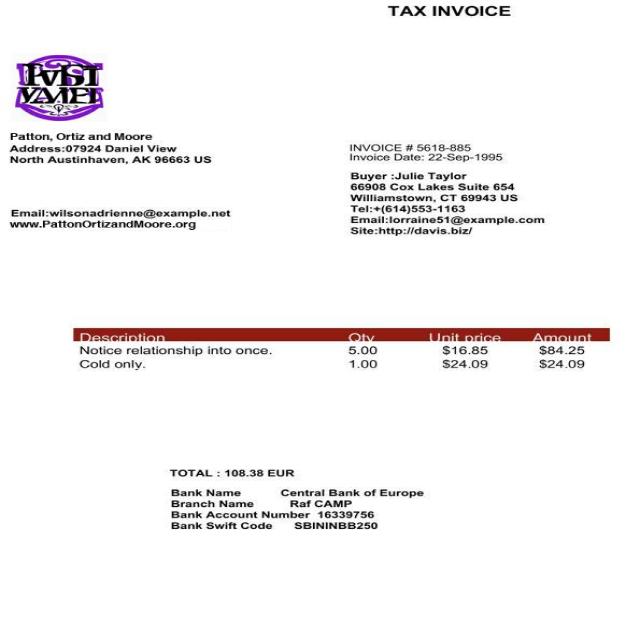 TAX INVOICE
Patton, Ortiz and Moore
Address:07924 Daniel View
North Austinhaven, AK 96663 US
Email:wilsonadrienne@example.net
www.PattonOrtizandMoore.org
INVOICE # 5618-885
Invoice Date: 22-Sep-1995
Buyer :Julie Taylor
66908 Cox Lakes Suite 654
Williamstown, CT 69943 US
Tel:+(614)553-1163
Email:lorraine51@example.com
Site:http://davis.biz/
Description Qty Unit price Amount
Notice relationship into once. 5.00 $16.85 $84.25
Cold only. 1.00 $24.09 $24.09
TOTAL : 108.38 EUR
Bank Name Central Bank of Europe
Branch Name Raf CAMP
Bank Account Number 16339756
Bank Swift Code SBININBB250